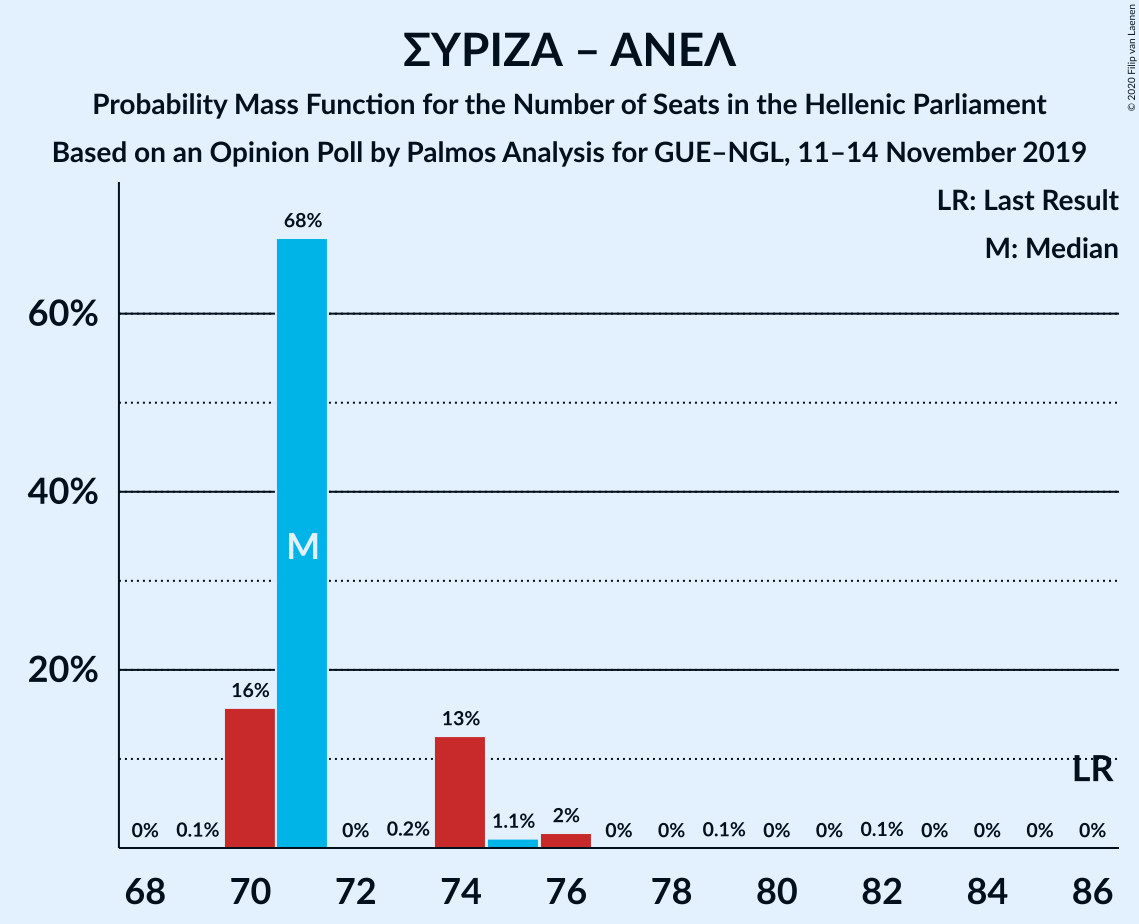 ΣΥΡΙΖΑ – ΑΝΕΛ
Probability Mass Function for the Number of Seats in the Hellenic Parliament
Based on an Opinion Poll by Palmos Analysis for GUE–NGL, 11–14 November 2019
© 2020 Filip van Laenen
LR: Last Result
M: Median
68%
60%
M
40%
20%
16%
13%
LR
0%
0.1%
0%
0.2%
1.1%
2%
0%
0%
0.1%
0%
0%
0.1%
0%
0%
0%
0%
68 70 72 74 76 78 80 82 84 86